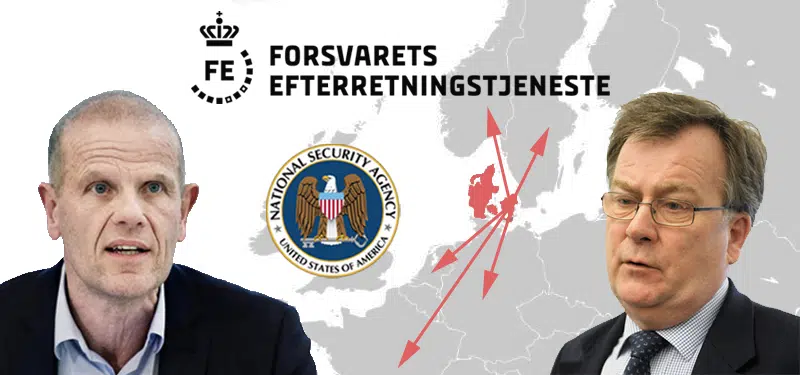 FE
FORSVARETS
EFTERRETNINGSTJENESTE
NATIONAL SECURITY AGENCY
UNITED STATES OF AMERICA